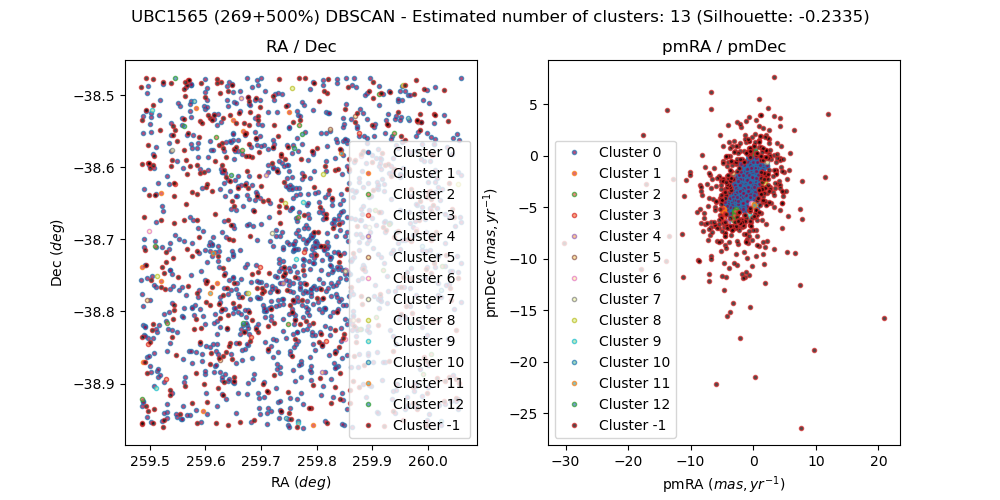 UBC1565 (269+500%) DBSCAN - Estimated number of clusters: 13 (Silhouette: -0.2335)
RA / Dec
−38.5
−38.6
−38.7
−38.8
−38.9
Dec (deg)
259.5 259.6 259.7 259.8 259.9 260.0
RA (deg)
Cluster 0
Cluster 1
Cluster 2
Cluster 3
Cluster 4
Cluster 5
Cluster 6
Cluster 7
Cluster 8
Cluster 9
Cluster 10
Cluster 11
Cluster 12
Cluster -1
pmRA / pmDec
5
0
−5
−10
−15
−20
−25
pmDec (mas, yr⁻¹)
−30 −20 −10 0 10 20
pmRA (mas, yr⁻¹)
Cluster 0
Cluster 1
Cluster 2
Cluster 3
Cluster 4
Cluster 5
Cluster 6
Cluster 7
Cluster 8
Cluster 9
Cluster 10
Cluster 11
Cluster 12
Cluster -1